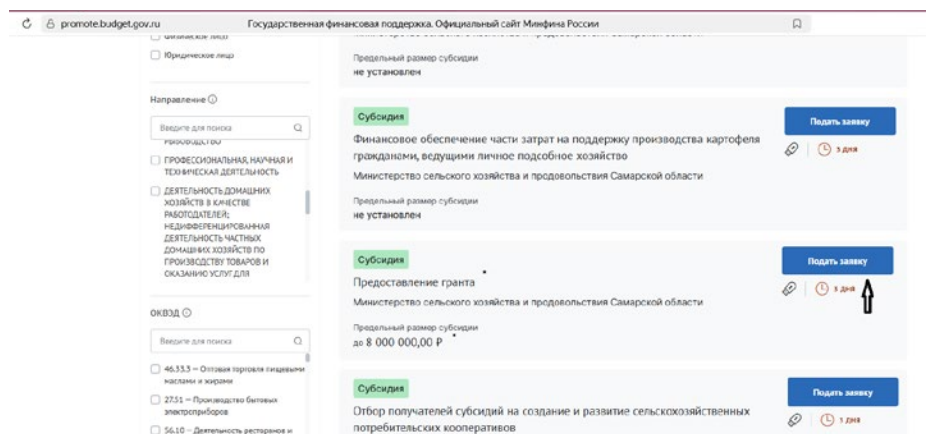 promote.budget.gov.ru
Государственная финансовая поддержка. Официальный сайт Минфина России
Физическое лицо
Юридическое лицо
Предельный размер субсидии
не установлен
Направление
Введите для поиска
РЫБОВОДСТВО
ПРОФЕССИОНАЛЬНАЯ, НАУЧНАЯ И
ТЕХНИЧЕСКАЯ ДЕЯТЕЛЬНОСТЬ
ДЕЯТЕЛЬНОСТЬ ДОМАШНИХ
ХОЗЯЙСТВ В КАЧЕСТВЕ
РАБОТОДАТЕЛЕЙ;
НЕДИФФЕРЕНЦИРОВАННАЯ
ДЕЯТЕЛЬНОСТЬ ЧАСТНЫХ
ДОМАШНИХ ХОЗЯЙСТВ ПО
ПРОИЗВОДСТВУ ТОВАРОВ И
ОКАЗАНИЮ УСЛУГ ДЛЯ
ОКВЭД
Введите для поиска
46.33.3 — Оптовая торговля пищевыми
маслами и жирами
27.51 — Производство бытовых
электроприборов
56.10 — Деятельность ресторанов и
Субсидия
Подать заявку
Финансовое обеспечение части затрат на поддержку производства картофеля
гражданами, ведущими личное подсобное хозяйство
3 дня
Министерство сельского хозяйства и продовольствия Самарской области
Предельный размер субсидии
не установлен
Субсидия
Подать заявку
Предоставление гранта
3 дня
Министерство сельского хозяйства и продовольствия Самарской области
Предельный размер субсидии
до 8 000 000,00 ₽
Субсидия
Подать заявку
Отбор получателей субсидий на создание и развитие сельскохозяйственных
потребительских кооперативов
3 дня